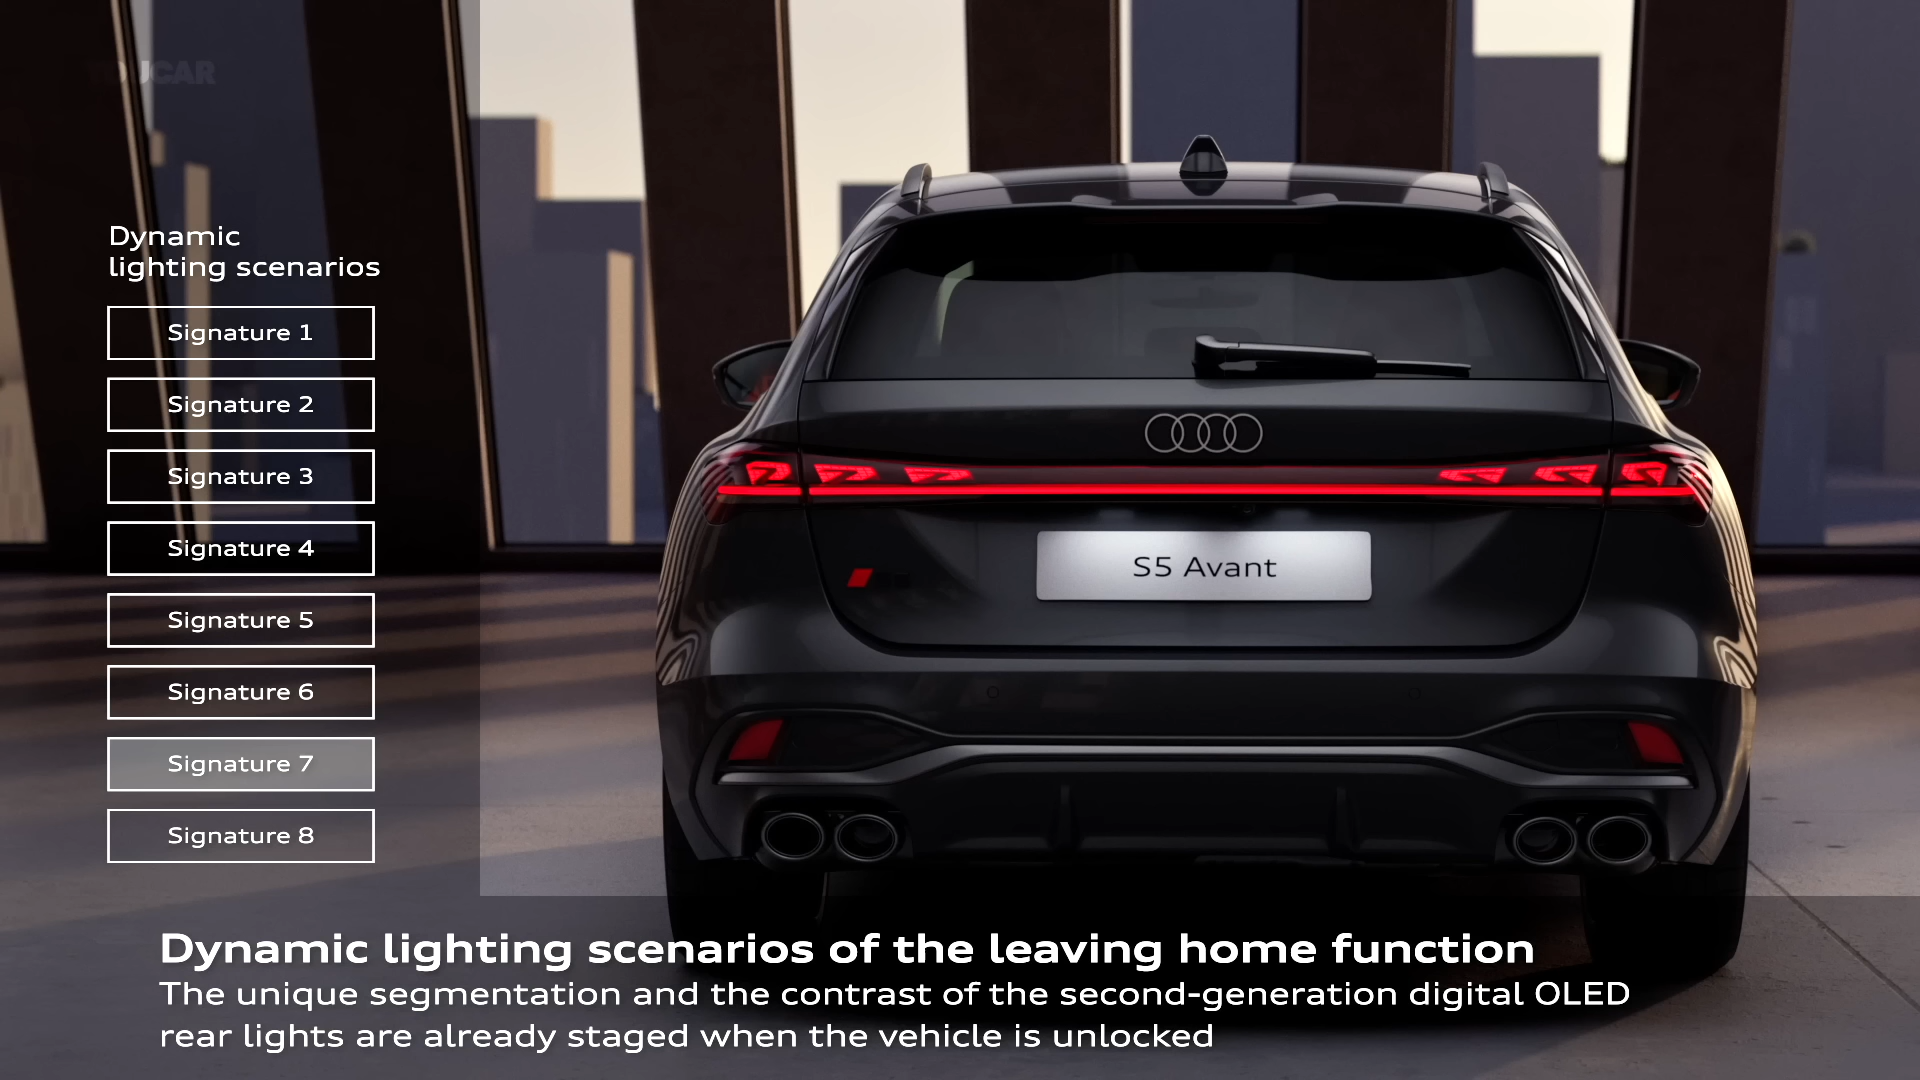 Dynamic
lighting scenarios
Signature 1
Signature 2
Signature 3
Signature 4
Signature 5
Signature 6
Signature 7
Signature 8
S5 Avant
Dynamic lighting scenarios of the leaving home function
The unique segmentation and the contrast of the second-generation digital OLED
rear lights are already staged when the vehicle is unlocked